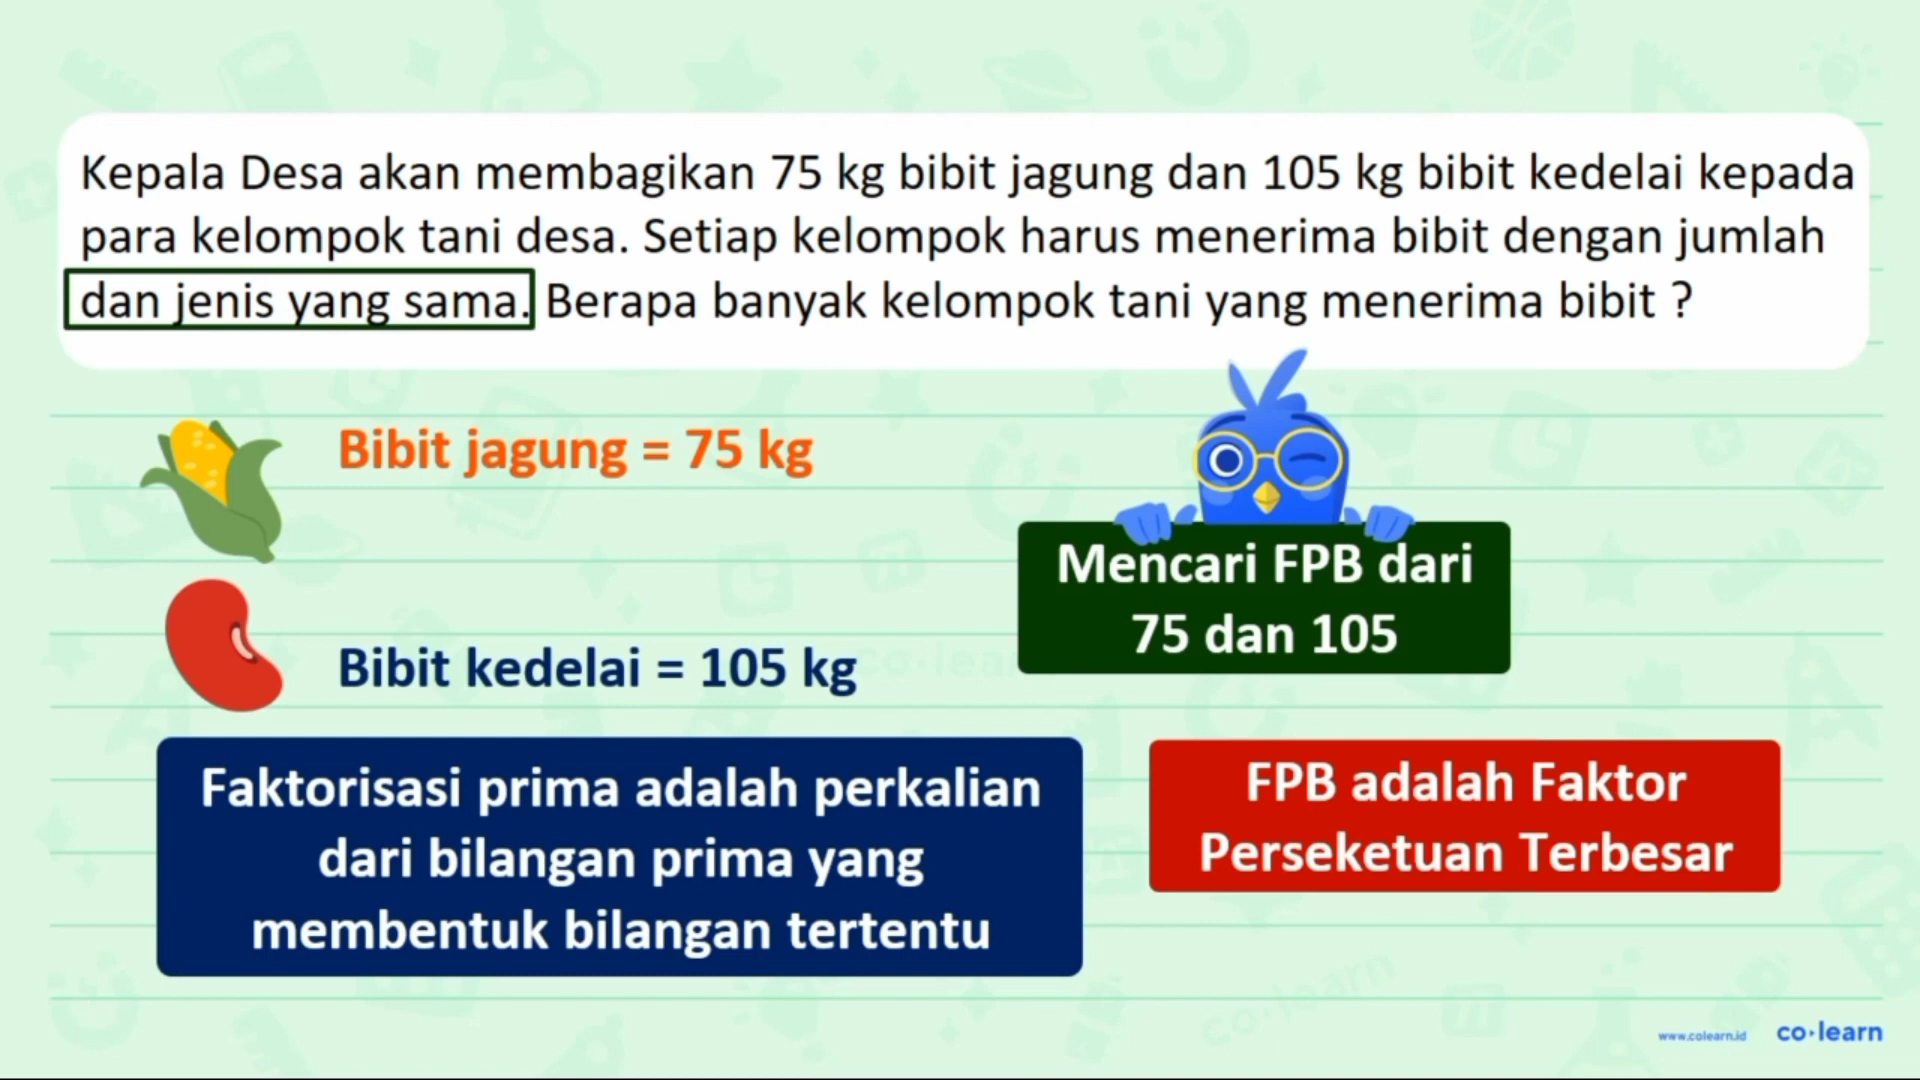 Kepala Desa akan membagikan 75 kg bibit jagung dan 105 kg bibit kedelai kepada
para kelompok tani desa. Setiap kelompok harus menerima bibit dengan jumlah
dan jenis yang sama. Berapa banyak kelompok tani yang menerima bibit ?
Bibit jagung = 75 kg
Mencari FPB dari
75 dan 105
Bibit kedelai = 105 kg
Faktorisasi prima adalah perkalian
dari bilangan prima yang
membentuk bilangan tertentu
FPB adalah Faktor
Perseketuan Terbesar
www.colearn.id
co·learn